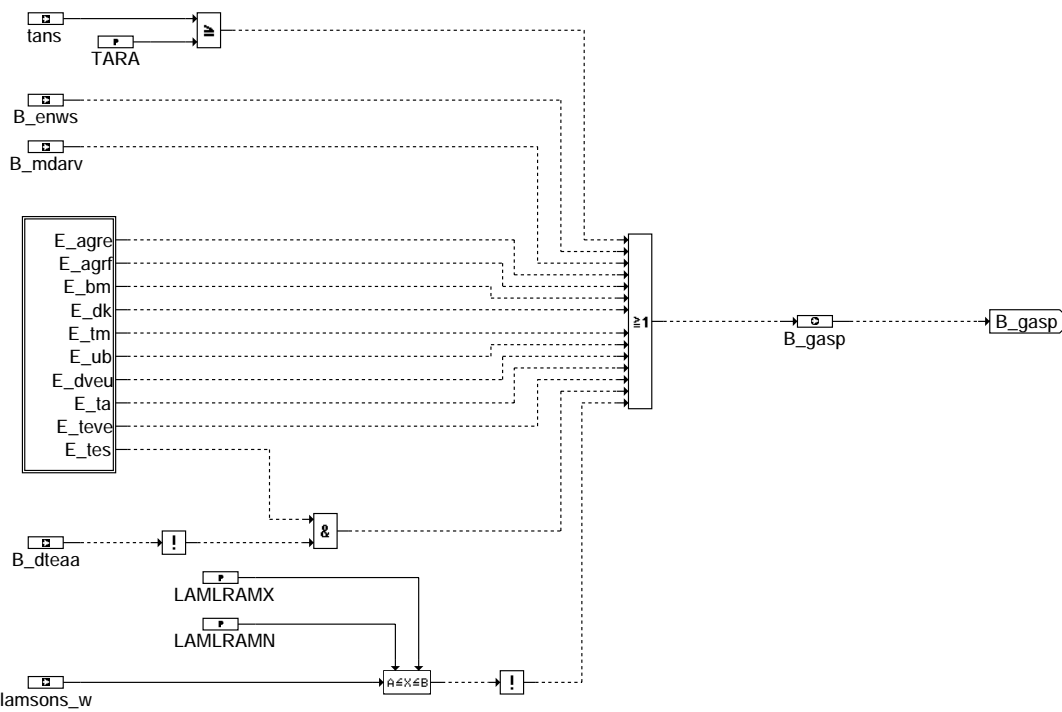 tans
P
TARA
≥
B_enws
B_mdarv
E_agre
E_agrf
E_bm
E_dk
E_tm
E_ub
E_dveu
E_ta
E_teve
E_tes
≧1
B_gasp
B_gasp
&
!
B_dteaa
P
LAMLRAMX
P
LAMLRAMN
A≤X≤B
!
lamsons_w